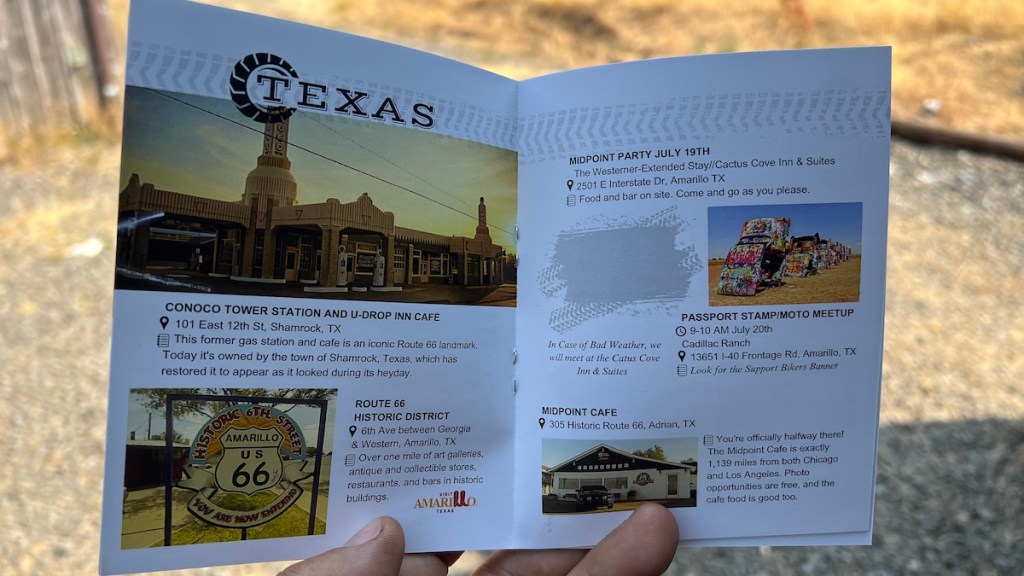 TEXAS
CONOCO TOWER STATION AND U-DROP INN CAFÉ
101 East 12th St, Shamrock, TX
This former gas station and cafe is an iconic Route 66 landmark.
Today it's owned by the town of Shamrock, Texas, which has
restored it to appear as it looked during its heyday.
HISTORIC 6TH STREET
AMARILLO
U S
66
YOU ARE NOW ENTERING
ROUTE 66
HISTORIC DISTRICT
6th Ave between Georgia
& Western, Amarillo, TX
Over one mile of art galleries,
antique and collectible stores,
restaurants, and bars in historic
buildings.
VISIT
AMARILLO
TEXAS
MIDPOINT PARTY JULY 19TH
The Westerner-Extended Stay//Cactus Cove Inn & Suites
2501 E Interstate Dr, Amarillo TX
Food and bar on site. Come and go as you please.
In Case of Bad Weather, we
will meet at the Catus Cove
Inn & Suites
PASSPORT STAMP/MOTO MEETUP
9-10 AM July 20th
Cadillac Ranch
13651 I-40 Frontage Rd, Amarillo, TX
Look for the Support Bikers Banner
MIDPOINT CAFE
305 Historic Route 66, Adrian, TX
You're officially halfway there!
The Midpoint Cafe is exactly
1,139 miles from both Chicago
and Los Angeles. Photo
opportunities are free, and the
cafe food is good too.